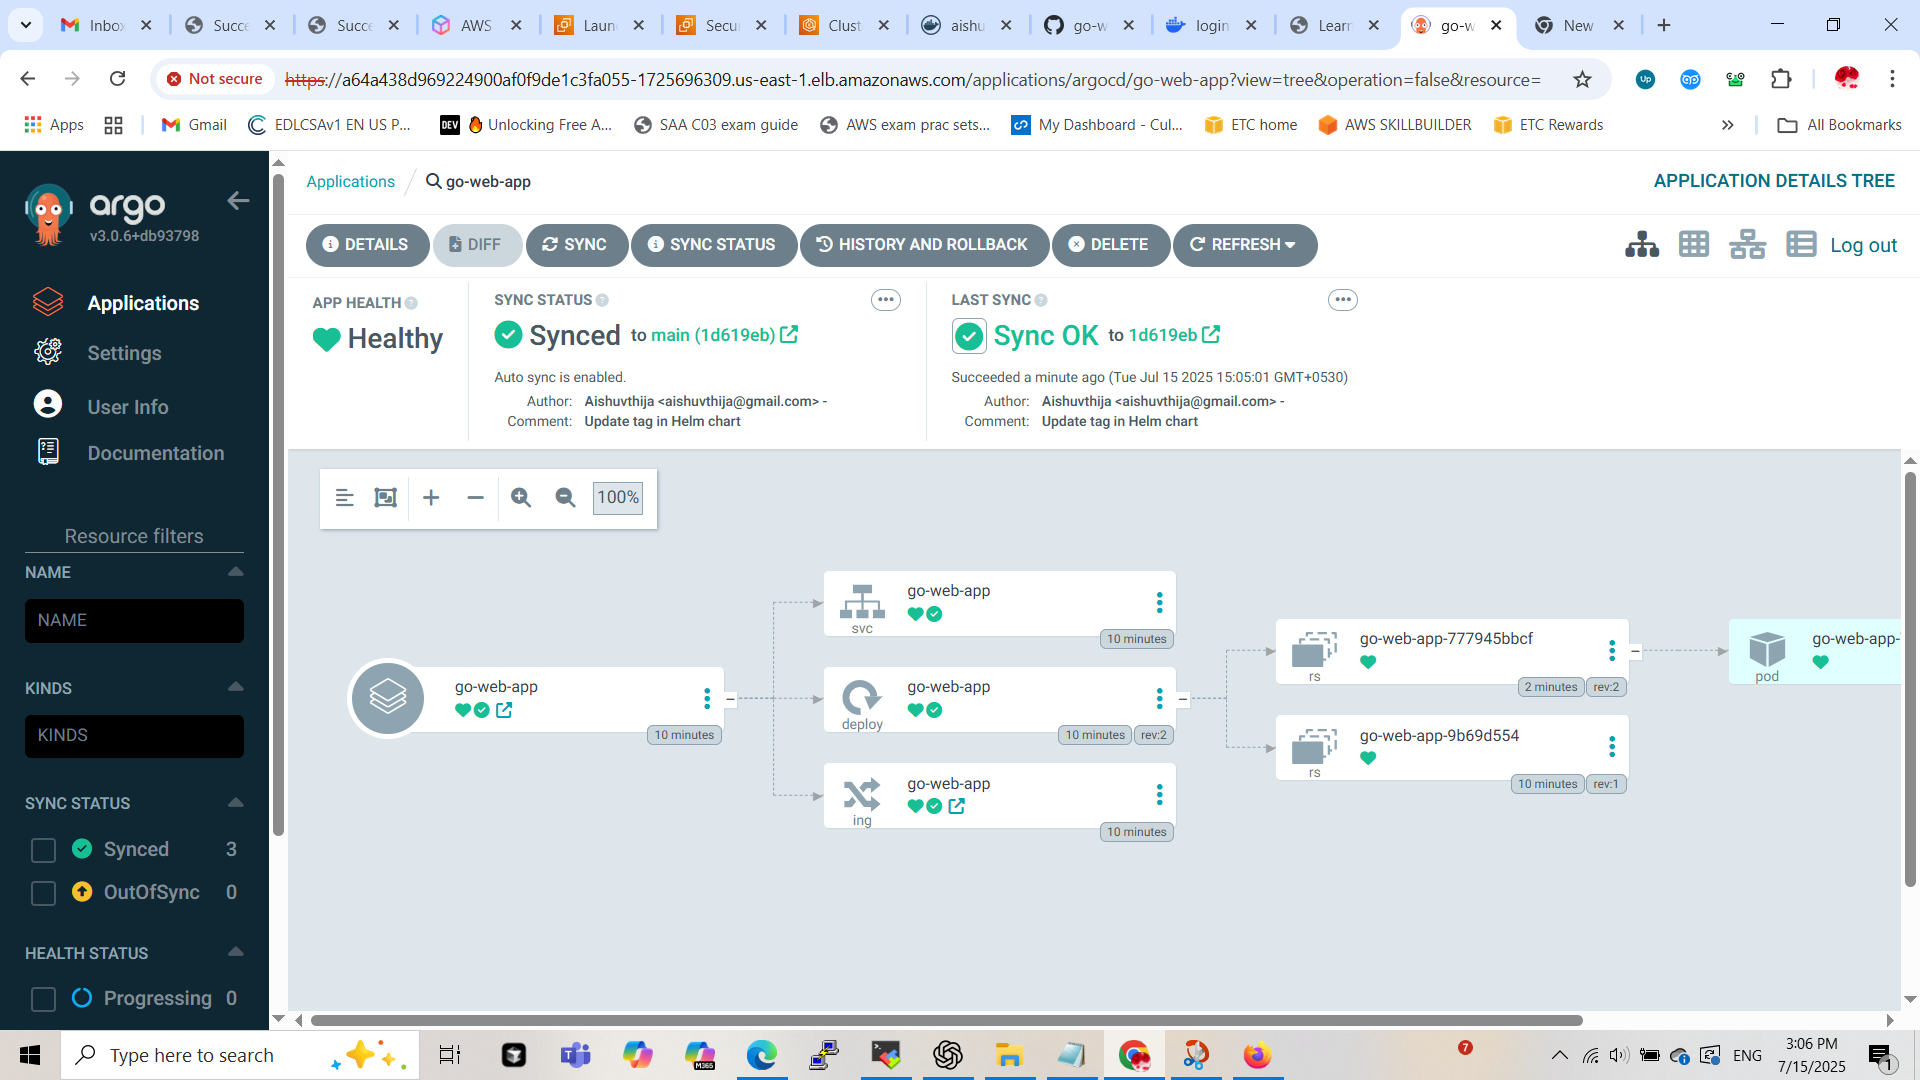 Inbo
Succe
Succe
AWS
Laun
Secur
Clust
aishu
go-w
login
Learn
go-w
New
Not secure
https://a64a438d969224900af0f9de1c3fa055-1725696309.us-east-1.elb.amazonaws.com/applications/argocd/go-web-app?view=tree&operation=false&resource=
Up
Apps
Gmail
EDLCSAv1 EN US P...
DEV
Unlocking Free A...
SAA C03 exam guide
AWS exam prac sets...
My Dashboard - Cul...
ETC home
AWS SKILLBUILDER
ETC Rewards
»
All Bookmarks
argo
v3.0.6+db93798
Applications
Settings
User Info
Documentation
Resource filters
NAME
NAME
KINDS
KINDS
SYNC STATUS
Synced 3
OutOfSync 0
HEALTH STATUS
Progressing 0
Applications / go-web-app
APPLICATION DETAILS TREE
DETAILS
DIFF
SYNC
SYNC STATUS
HISTORY AND ROLLBACK
DELETE
REFRESH
Log out
APP HEALTH
Healthy
SYNC STATUS
Synced to main (1d619eb)
Auto sync is enabled.
Author: Aishuvthija <aishuvthija@gmail.com> -
Comment: Update tag in Helm chart
LAST SYNC
Sync OK to 1d619eb
Succeeded a minute ago (Tue Jul 15 2025 15:05:01 GMT+0530)
Author: Aishuvthija <aishuvthija@gmail.com> -
Comment: Update tag in Helm chart
100%
go-web-app
10 minutes
svc
go-web-app
10 minutes
deploy
go-web-app
10 minutes
rev:2
ing
go-web-app
10 minutes
rs
go-web-app-777945bbcf
2 minutes
rev:2
rs
go-web-app-9b69d554
10 minutes
rev:1
pod
go-web-app-
Type here to search
M365
7
ENG
3:06 PM
7/15/2025
1